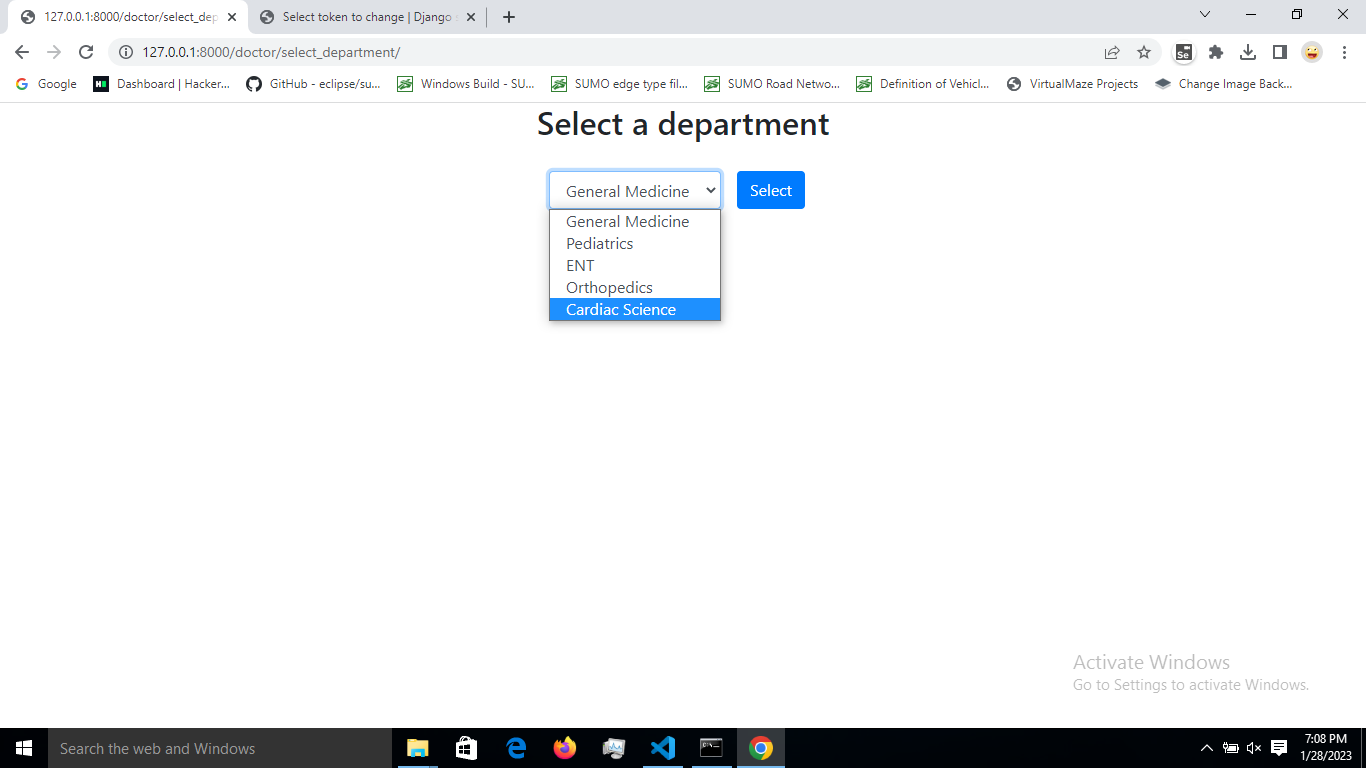 127.0.0.1:8000/doctor/select_dep
Select token to change | Django s
127.0.0.1:8000/doctor/select_department/
Se
Google
Dashboard | Hacker...
GitHub - eclipse/su...
Windows Build - SU...
SUMO edge type fil...
SUMO Road Netwo...
Definition of Vehicl...
VirtualMaze Projects
Change Image Back...
Select a department
General Medicine
Select
General Medicine
Pediatrics
ENT
Orthopedics
Cardiac Science
Activate Windows
Go to Settings to activate Windows.
Search the web and Windows
7:08 PM
1/28/2023